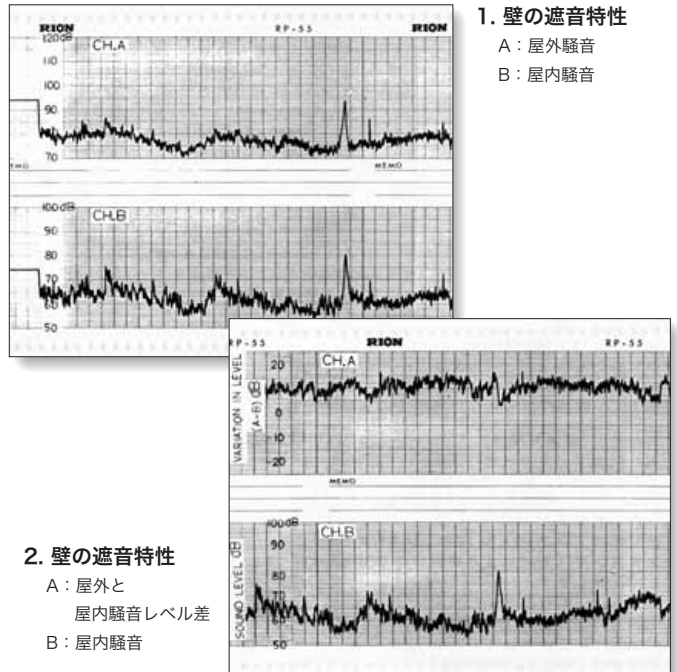 RION RP-55 RION
120dB CH.A
110
100
90
80
70
MEMO MEMO
100dB CH.B
90
80
70
60
50
1. 壁の遮音特性
A：屋外騒音
B：屋内騒音
RP-55 RION RP-55
VARIATION IN LEVEL
(A-B) dB
20 CH.A
0
-10
-20
MEMO
SOUND LEVEL dB
100dB CH.B
90
80
70
60
50
2. 壁の遮音特性
A：屋外と
屋内騒音レベル差
B：屋内騒音